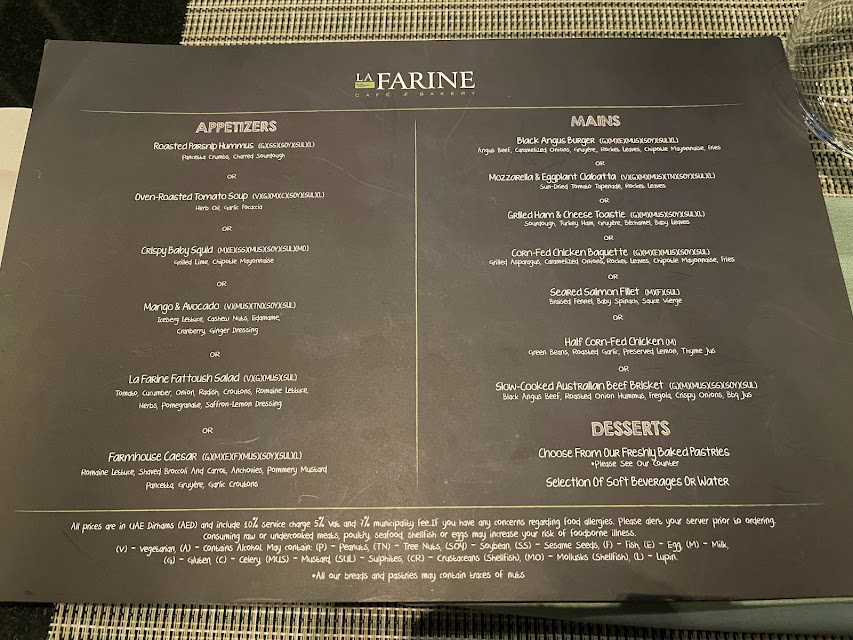 LA FARINE
CAFÉ & BAKERY
APPETIZERS
Roasted Parsnip Hummus (G)(SS)(SOY)(SUL)(L)
Pancetta Crumbs, Charred Sourdough
OR
Oven-Roasted Tomato Soup (V)(G)(M)(C)(SOY)(SUL)(L)
Herb Oil, Garlic Focaccia
OR
Crispy Baby Squid (M)(E)(SS)(MUS)(SOY)(SUL)(MO)
Grilled Lime, Chipotle Mayonnaise
OR
Mango & Avocado (V)(MUS)(TN)(SOY)(SUL)
Iceberg Lettuce, Cashew Nuts, Edamame,
Cranberry, Ginger Dressing
OR
La Farine Fattoush Salad (V)(G)(MUS)(SUL)
Tomato, Cucumber, Onion, Radish, Croutons, Romaine Lettuce,
Herbs, Pomegranate, Saffron-Lemon Dressing
OR
Farmhouse Caesar (G)(M)(E)(F)(MUS)(SOY)(SUL)(L)
Romaine Lettuce, Shaved Broccoli And Carrot, Anchovies, Pommery Mustard
Pancetta, Gruyère, Garlic Croutons
MAINS
Black Angus Burger (G)(M)(E)(MUS)(SOY)(SUL)(L)
Angus Beef, Caramelized Onions, Gruyère, Rocket Leaves, Chipotle Mayonnaise, Fries
OR
Mozzarella & Eggplant Ciabatta (V)(G)(M)(MUS)(TN)(SOY)(SUL)(L)
Sun-Dried Tomato Tapenade, Rocket Leaves
OR
Grilled Ham & Cheese Toastie (G)(M)(MUS)(SOY)(SUL)(L)
Sourdough, Turkey Ham, Gruyère, Béchamel, Baby Leaves
OR
Corn-Fed Chicken Baguette (G)(M)(E)(MUS)(SOY)(SUL)
Grilled Asparagus, Caramelized Onions, Rocket Leaves, Chipotle Mayonnaise, Fries
OR
Seared Salmon Fillet (M)(F)(SUL)
Braised Fennel, Baby Spinach, Sauce Vierge
OR
Half Corn-Fed Chicken (M)
Green Beans, Roasted Garlic, Preserved Lemon, Thyme Jus
OR
Slow-Cooked Australian Beef Brisket (G)(M)(MUS)(SS)(SOY)(SUL)
Black Angus Beef, Roasted Onion Hummus, Fregola, Crispy Onions, Bbq Jus
DESSERTS
Choose From Our Freshly Baked Pastries
*Please See Our Counter
Selection Of Soft Beverages Or Water
All prices are in UAE Dirhams (AED) and include 10% service charge 5% Vat and 7% municipality fee.If you have any concerns regarding food allergies. Please alert your server prior to ordering.
Consuming raw or undercooked meats, poultry, seafood, shellfish or eggs may increase your risk of foodborne illness.
(V) - Vegetarian, (A) - Contains Alcohol. May contain: (P) - Peanuts, (TN) - Tree Nuts, (SOY) - Soybean, (SS) - Sesame Seeds, (F) - Fish, (E) - Egg, (M) - Milk,
(G) - Gluten, (C) - Celery, (MUS) - Mustard, (SUL) - Sulphites, (CR) - Crustaceans (Shellfish), (MO) - Mollusks (Shellfish), (L) - Lupin.
*All our breads and pastries may contain traces of nuts